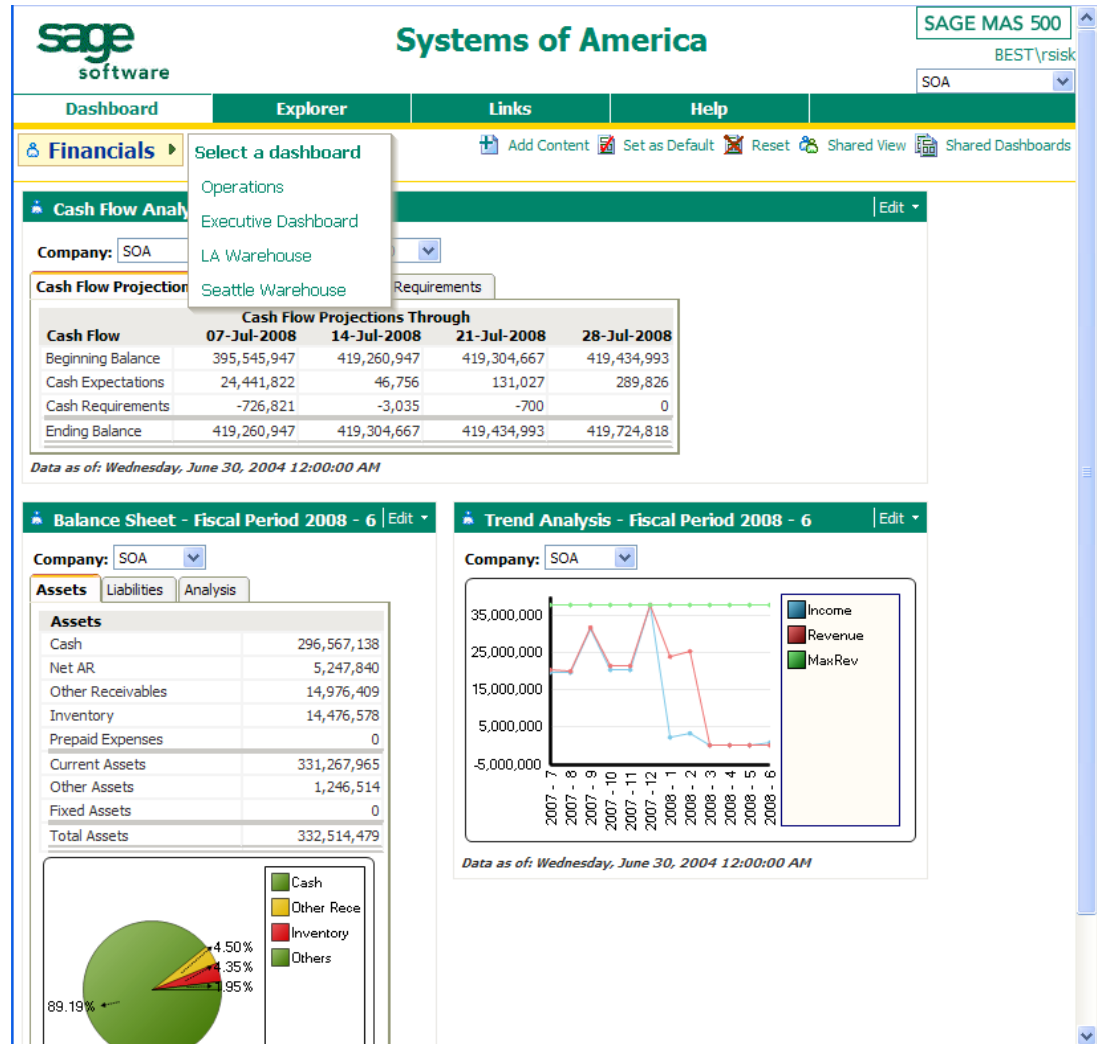 sage
software
Systems of America
SAGE MAS 500
BEST\rsisk
SOA
Dashboard Explorer Links Help
Financials
Select a dashboard
Operations
Executive Dashboard
LA Warehouse
Seattle Warehouse
Add Content Set as Default Reset Shared View Shared Dashboards
Cash Flow Edit
Company: SOA
Cash Flow Requirements
Cash Flow Projections Through
Cash Flow 07-Jul-2008 14-Jul-2008 21-Jul-2008 28-Jul-2008
Beginning Balance 395,545,947 419,260,947 419,304,667 419,434,993
Cash Expectations 24,441,822 46,756 131,027 289,826
Cash Requirements -726,821 -3,035 -700 0
Ending Balance 419,260,947 419,304,667 419,434,993 419,724,818
Data as of: Wednesday, June 30, 2004 12:00:00 AM
Balance Sheet - Fiscal Period 2008 - 6 Edit
Company: SOA
Assets Liabilities Analysis
Assets
Cash 296,567,138
Net AR 5,247,840
Other Receivables 14,976,409
Inventory 14,476,578
Prepaid Expenses 0
Current Assets 331,267,965
Other Assets 1,246,514
Fixed Assets 0
Total Assets 332,514,479
Cash
Other Rece
Inventory
Others
4.50%
4.35%
1.95%
89.19%
Trend Analysis - Fiscal Period 2008 - 6 Edit
Company: SOA
35,000,000
25,000,000
15,000,000
5,000,000
-5,000,000
2007 - 7
2007 - 8
2007 - 9
2007 - 10
2007 - 11
2007 - 12
2008 - 1
2008 - 2
2008 - 3
2008 - 4
2008 - 5
2008 - 6
Income
Revenue
MaxRev
Data as of: Wednesday, June 30, 2004 12:00:00 AM